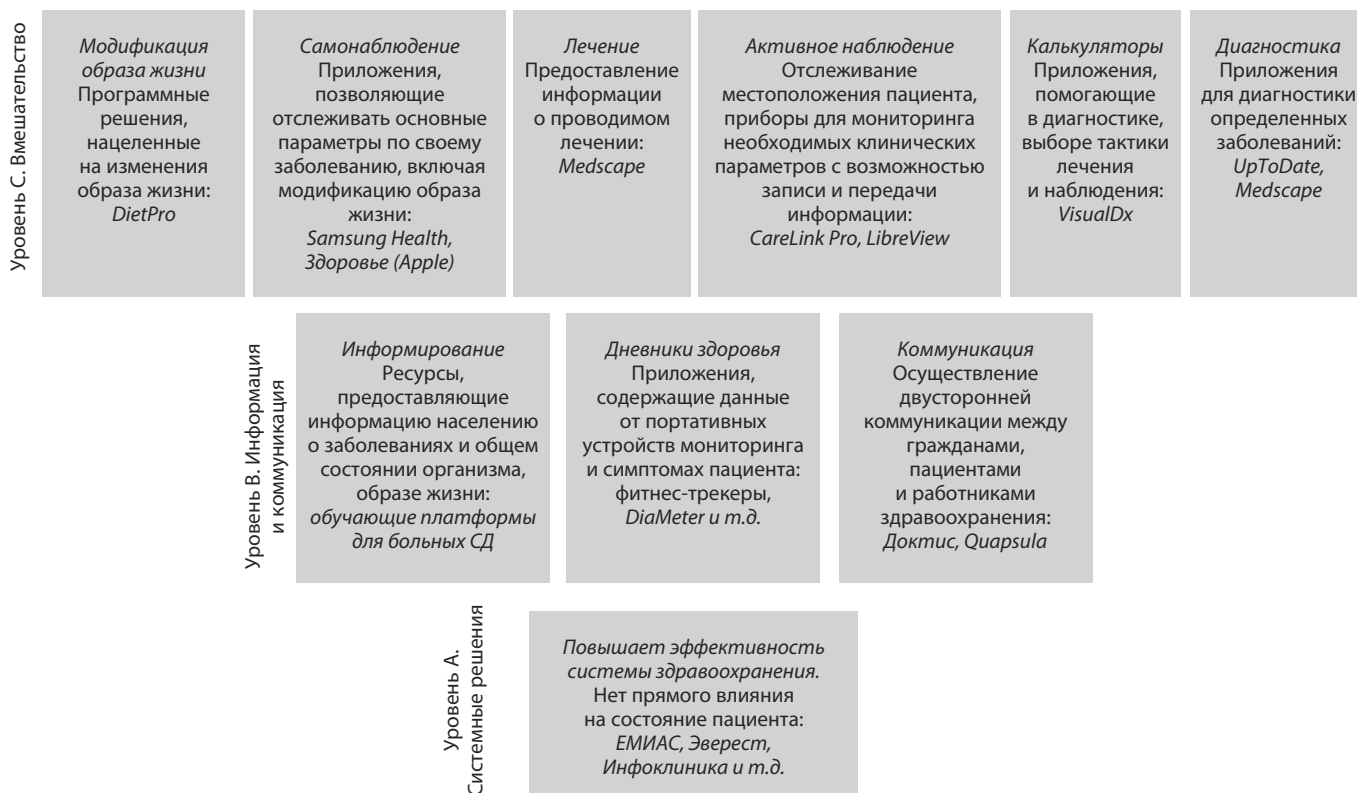 Уровень С. Вмешательство
Модификация
образа жизни
Программные
решения,
нацеленные
на изменения
образа жизни:
DietPro
Самонаблюдение
Приложения,
позволяющие
отслеживать основные
параметры по своему
заболеванию, включая
модификацию образа
жизни:
Samsung Health,
Здоровье (Apple)
Лечение
Предоставление
информации
о проводимом
лечении:
Medscape
Активное наблюдение
Отслеживание
местоположения пациента,
приборы для мониторинга
необходимых клинических
параметров с возможностью
записи и передачи
информации:
CareLink Pro, LibreView
Калькуляторы
Приложения,
помогающие
в диагностике,
выборе тактики
лечения
и наблюдения:
VisualDx
Диагностика
Приложения
для диагностики
определенных
заболеваний:
UpToDate,
Medscape
Уровень В. Информация
и коммуникация
Информирование
Ресурсы,
предоставляющие
информацию населению
о заболеваниях и общем
состоянии организма,
образе жизни:
обучающие платформы
для больных СД
Дневники здоровья
Приложения,
содержащие данные
от портативных
устройств мониторинга
и симптомах пациента:
фитнес-трекеры,
DiaMeter и т.д.
Коммуникация
Осуществление
двусторонней
коммуникации между
гражданами,
пациентами
и работниками
здравоохранения:
Доктис, Quapsula
Уровень А.
Системные решения
Повышает эффективность
системы здравоохранения.
Нет прямого влияния
на состояние пациента:
ЕМИАС, Эверест,
Инфоклиника и т.д.